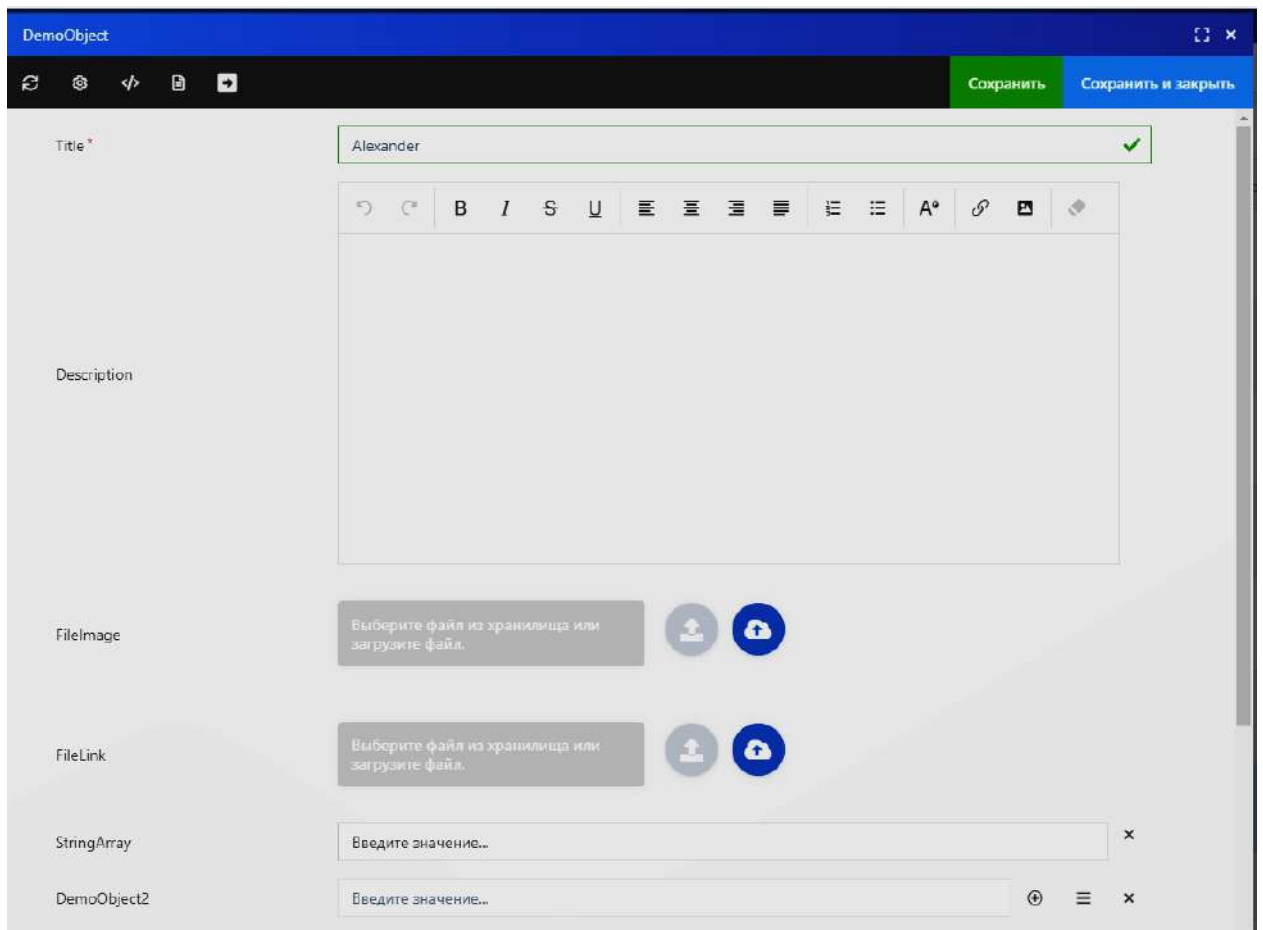 DemoObject
Сохранить Сохранить и закрыть
Title* Alexander
B I S U A
Description
FileImage
Выберите файл из хранилища или
загрузите файл.
FileLink
Выберите файл из хранилища или
загрузите файл.
StringArray Введите значение...
DemoObject2 Введите значение...